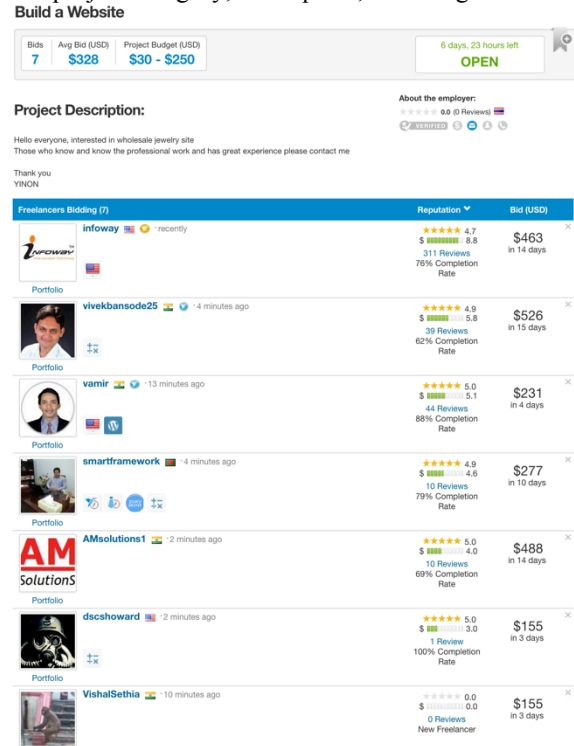 Build a Website
Bids Avg Bid (USD) Project Budget (USD)
7 $328 $30 - $250
6 days, 23 hours left
OPEN
Project Description:
About the employer:
0.0 (0 Reviews)
VERIFIED
Hello everyone, interested in wholesale jewelry site
Those who know and know the professional work and has great experience please contact me
Thank you
YINON
Freelancers Bidding (7) Reputation Bid (USD)
infoway · recently
4.7
$ 8.8
311 Reviews
76% Completion
Rate
$463
in 14 days
INFOWAY
Portfolio
vivekbansode25 · 4 minutes ago
4.9
$ 5.8
39 Reviews
62% Completion
Rate
$526
in 15 days
Portfolio
vamir · 13 minutes ago
5.0
$ 5.1
44 Reviews
88% Completion
Rate
$231
in 4 days
Portfolio
smartframework · 4 minutes ago
4.9
$ 4.6
10 Reviews
79% Completion
Rate
$277
in 10 days
Portfolio
AMsolutions1 · 2 minutes ago
5.0
$ 4.0
10 Reviews
69% Completion
Rate
$488
in 14 days
AM
SolutionS
Portfolio
dscshoward · 2 minutes ago
5.0
$ 3.0
1 Review
100% Completion
Rate
$155
in 3 days
Portfolio
VishalSethia · 10 minutes ago
0.0
$ 0.0
0 Reviews
New Freelancer
$155
in 3 days